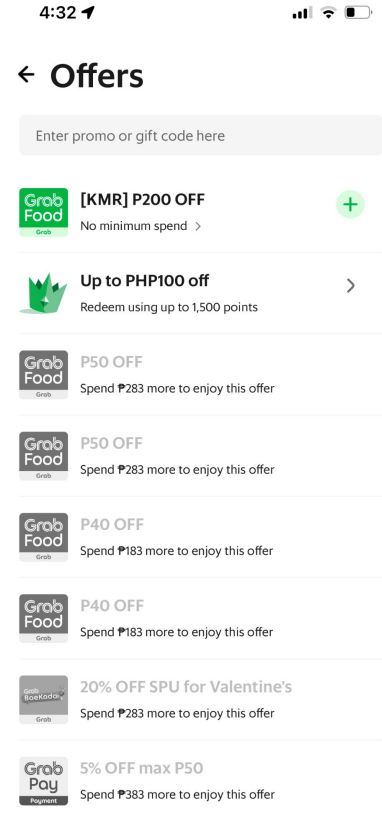 4:32
Offers
Enter promo or gift code here
Grab
Food
Grab
[KMR] P200 OFF
No minimum spend
Up to PHP100 off
Redeem using up to 1,500 points
Grab
Food
Grab
P50 OFF
Spend ₱283 more to enjoy this offer
Grab
Food
Grab
P50 OFF
Spend ₱283 more to enjoy this offer
Grab
Food
Grab
P40 OFF
Spend ₱183 more to enjoy this offer
Grab
Food
Grab
P40 OFF
Spend ₱183 more to enjoy this offer
Grab
Grab
20% OFF SPU for Valentine's
Spend ₱283 more to enjoy this offer
Grab
Pay
Payment
5% OFF max P50
Spend ₱383 more to enjoy this offer